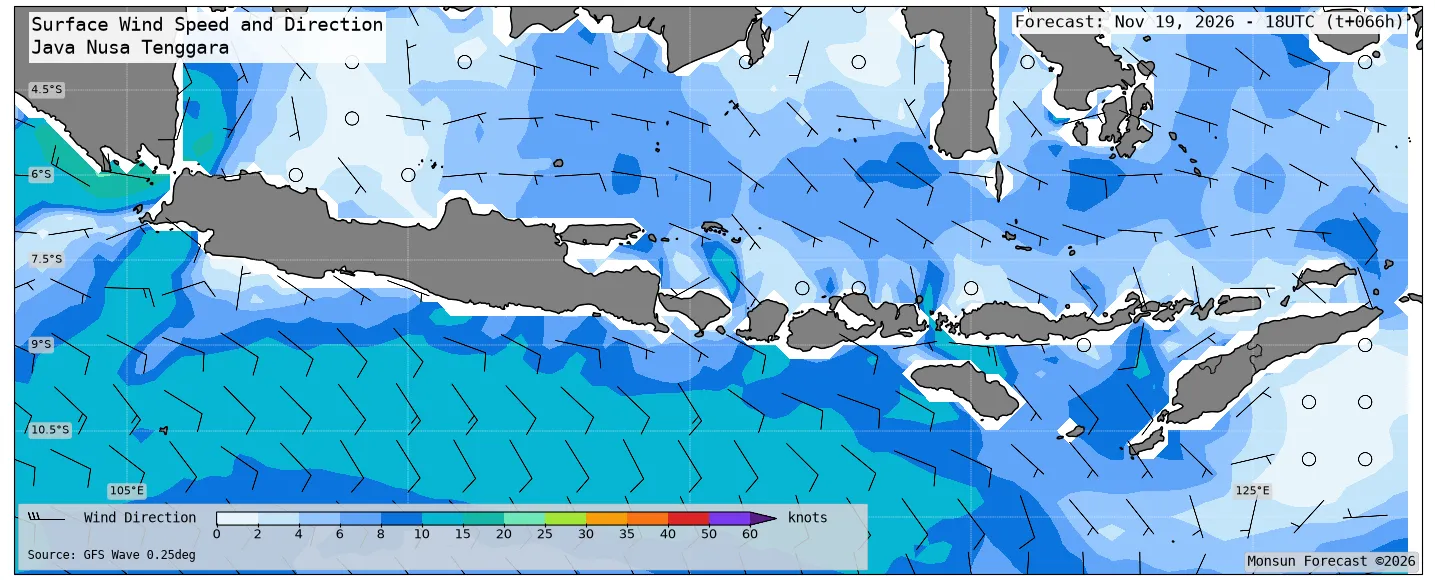 Surface Wind Speed and Direction
Java Nusa Tenggara
Forecast: Nov 19, 2026 - 18UTC (t+066h)
4.5°S
6°S
7.5°S
9°S
10.5°S
105°E
125°E
Wind Direction
0 2 4 6 8 10 15 20 25 30 35 40 50 60
knots
Source: GFS Wave 0.25deg
Monsun Forecast ©2026